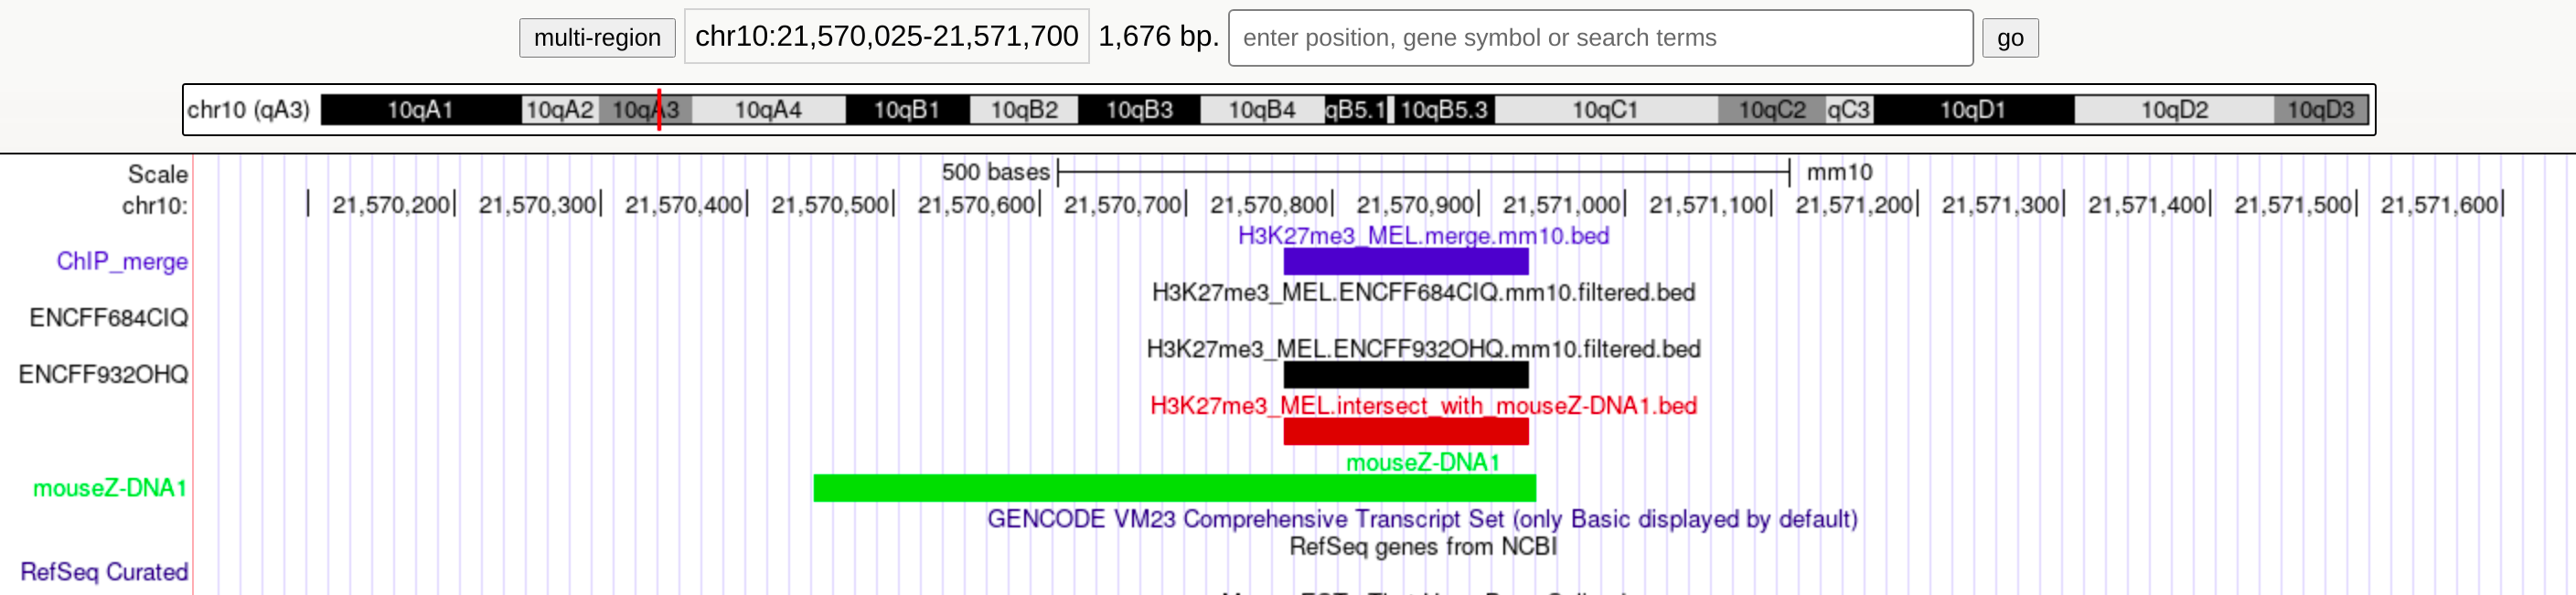 multi-region chr10:21,570,025-21,571,700 1,676 bp. enter position, gene symbol or search terms go
chr10 (qA3) 10qA1 10qA2 10qA3 10qA4 10qB1 10qB2 10qB3 10qB4 qB5.1 10qB5.3 10qC1 10qC2 qC3 10qD1 10qD2 10qD3
Scale 500 bases mm10
chr10: 21,570,200 21,570,300 21,570,400 21,570,500 21,570,600 21,570,700 21,570,800 21,570,900 21,571,000 21,571,100 21,571,200 21,571,300 21,571,400 21,571,500 21,571,600
H3K27me3_MEL.merge.mm10.bed
ChIP_merge
H3K27me3_MEL.ENCFF684CIQ.mm10.filtered.bed
ENCFF684CIQ
H3K27me3_MEL.ENCFF932OHQ.mm10.filtered.bed
ENCFF932OHQ
H3K27me3_MEL.intersect_with_mouseZ-DNA1.bed
mouseZ-DNA1
mouseZ-DNA1
GENCODE VM23 Comprehensive Transcript Set (only Basic displayed by default)
RefSeq genes from NCBI
RefSeq Curated